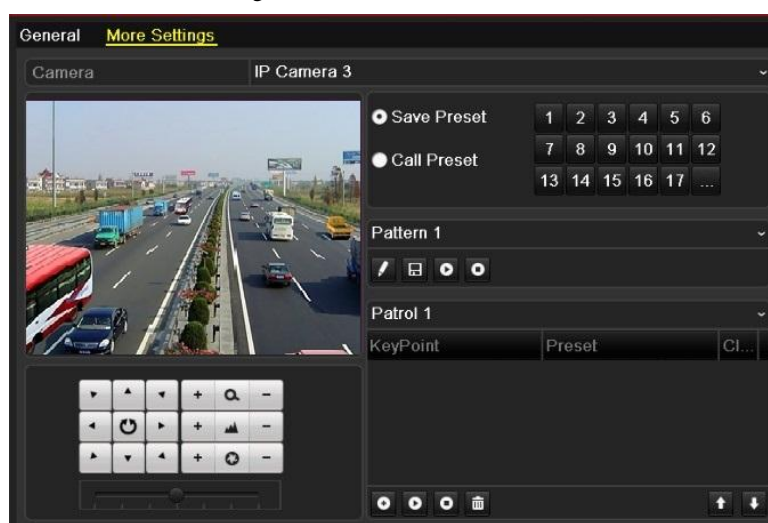 General More Settings
Camera IP Camera 3
Save Preset 1 2 3 4 5 6
Call Preset 7 8 9 10 11 12
13 14 15 16 17 ...
Pattern 1
Patrol 1
KeyPoint Preset Cl...